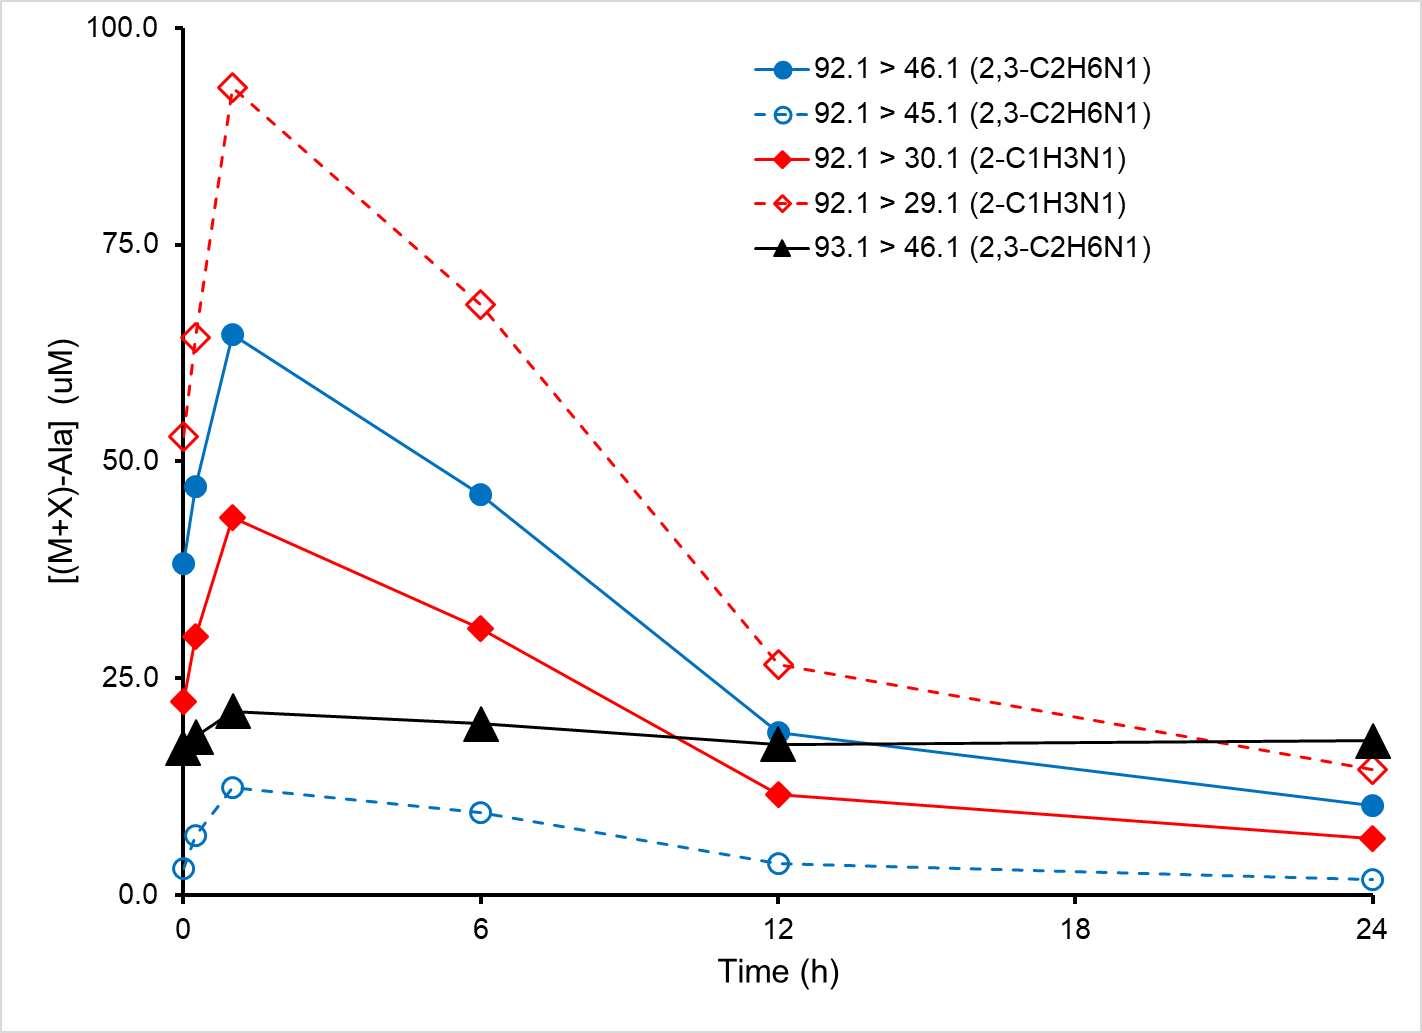 100.0
75.0
50.0
25.0
0.0
[(M+X)-Ala] (uM)
92.1 > 46.1 (2,3-C2H6N1)
92.1 > 45.1 (2,3-C2H6N1)
92.1 > 30.1 (2-C1H3N1)
92.1 > 29.1 (2-C1H3N1)
93.1 > 46.1 (2,3-C2H6N1)
0 6 12 18 24
Time (h)